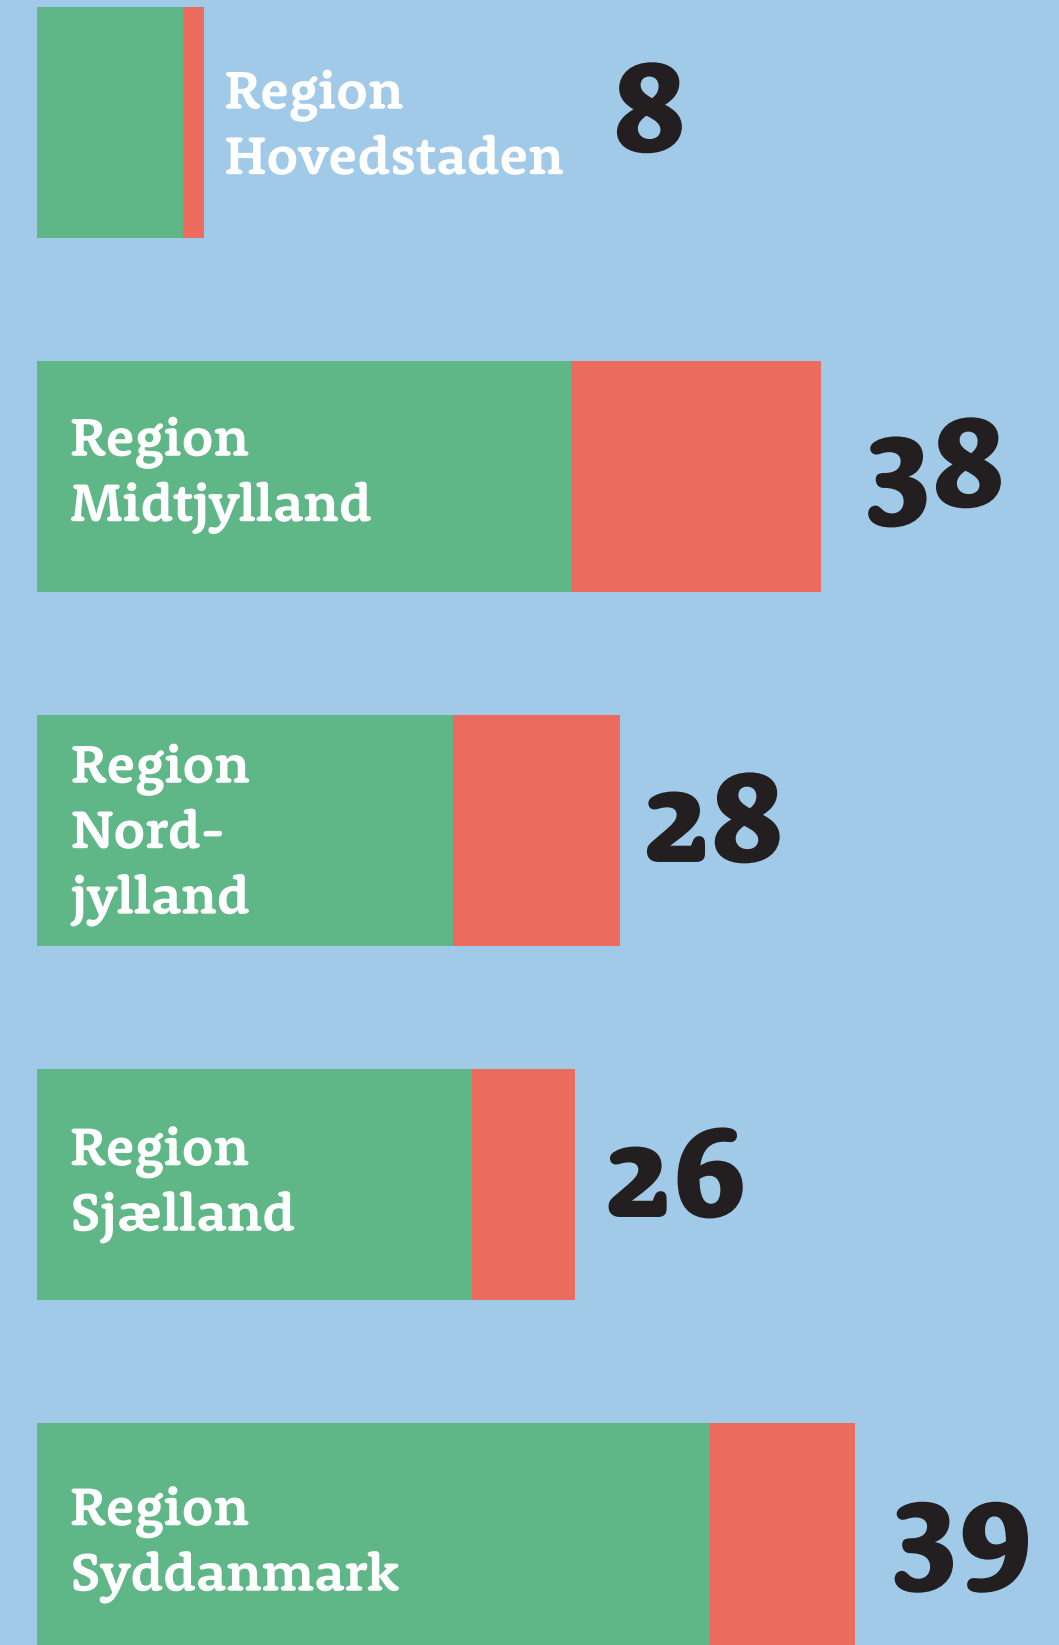 Region
Hovedstaden
8
Region
Midtjylland
38
Region
Nord-
jylland
28
Region
Sjælland
26
Region
Syddanmark
39